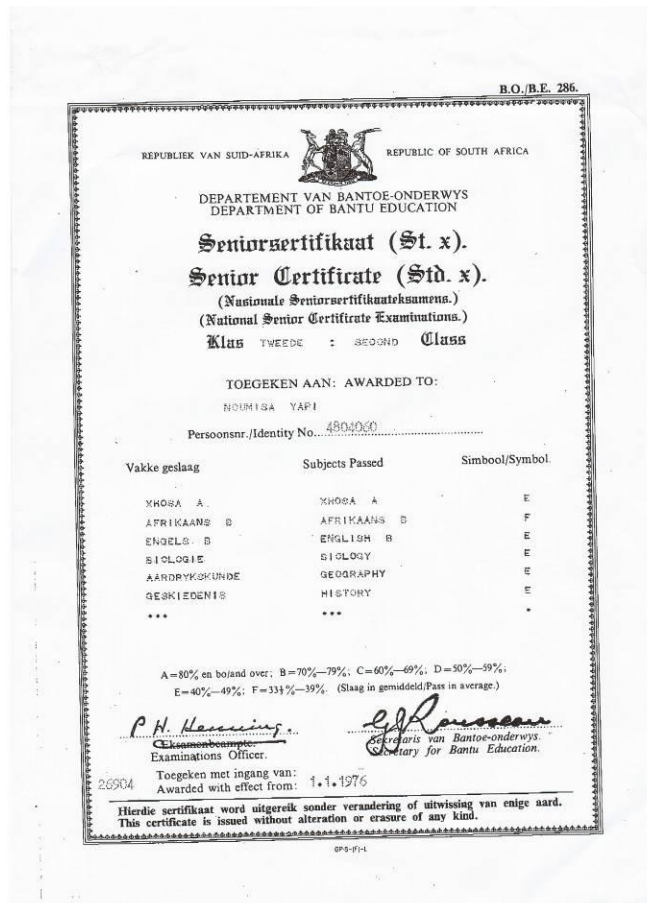 B.O./B.E. 286.
REPUBLIEK VAN SUID-AFRIKA REPUBLIC OF SOUTH AFRICA
DEPARTEMENT VAN BANTOE-ONDERWYS
DEPARTMENT OF BANTU EDUCATION
Seniorsertifikaat (St. x).
Senior Certificate (Std. x).
(Nasionale Seniorsertifikaateksamens.)
(National Senior Certificate Examinations.)
Klas TWEEDE : SECOND Class
TOEGEKEN AAN: AWARDED TO:
NOUMISA YAPI
Persoonsnr./Identity No. 4804060
Vakke geslaag Subjects Passed Simbool/Symbol
XHOSA A XHOSA A E
AFRIKAANS B AFRIKAANS B F
ENGELS B ENGLISH B E
BIOLOGIE BIOLOGY E
AARDRYKSKUNDE GEOGRAPHY E
GESKIEDENIS HISTORY E
*** *** *
A=80% en bo/and over; B=70%—79%; C=60%—69%; D=50%—59%;
E=40%—49%; F=33⅓%—39%. (Slaag in gemiddeld/Pass in average.)
P. H. Henning.
Eksamenbeampte.
Sekretaris van Bantoe-onderwys.
Examinations Officer. Secretary for Bantu Education.
26904 Toegeken met ingang van:
Awarded with effect from: 1.1.1976
Hierdie sertifikaat word uitgereik sonder verandering of uitwissing van enige aard.
This certificate is issued without alteration or erasure of any kind.